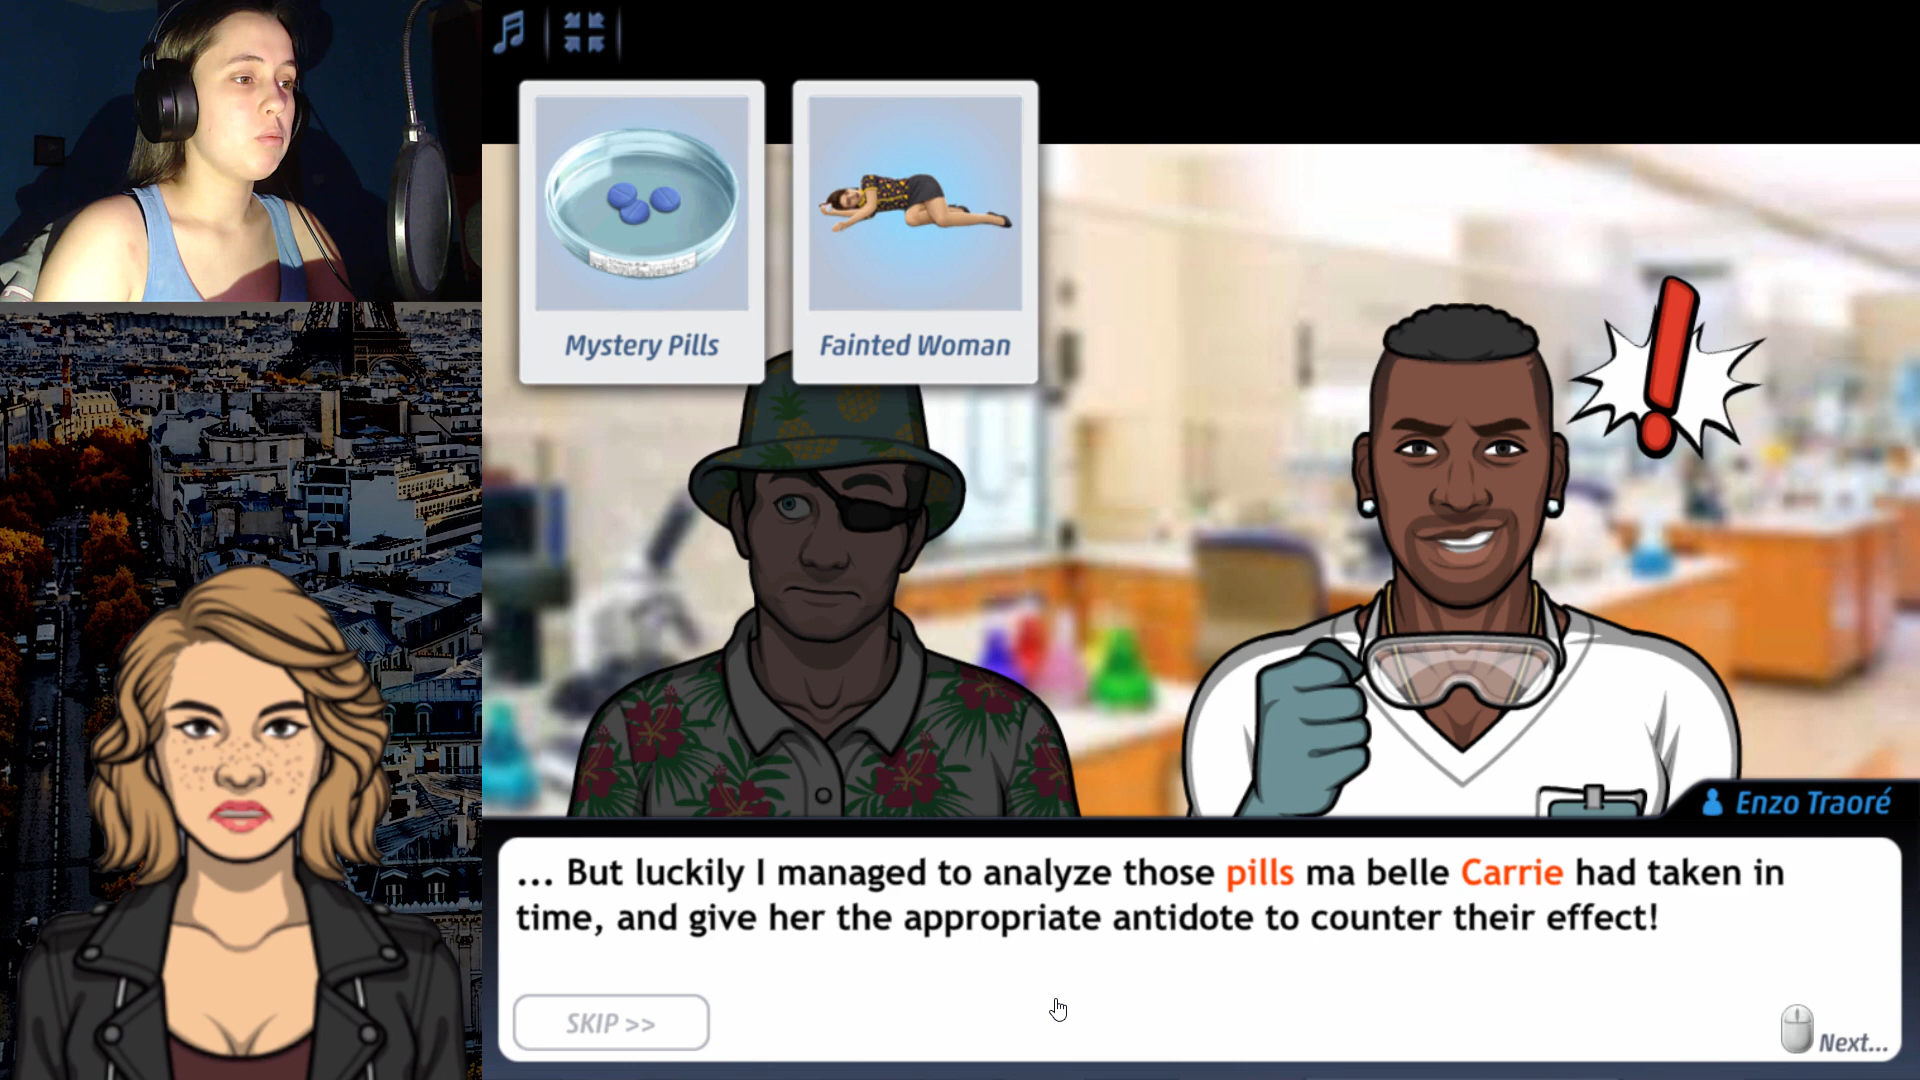 Mystery Pills
Fainted Woman
Enzo Traoré
... But luckily I managed to analyze those pills ma belle Carrie had taken in
time, and give her the appropriate antidote to counter their effect!
SKIP >>
Next...